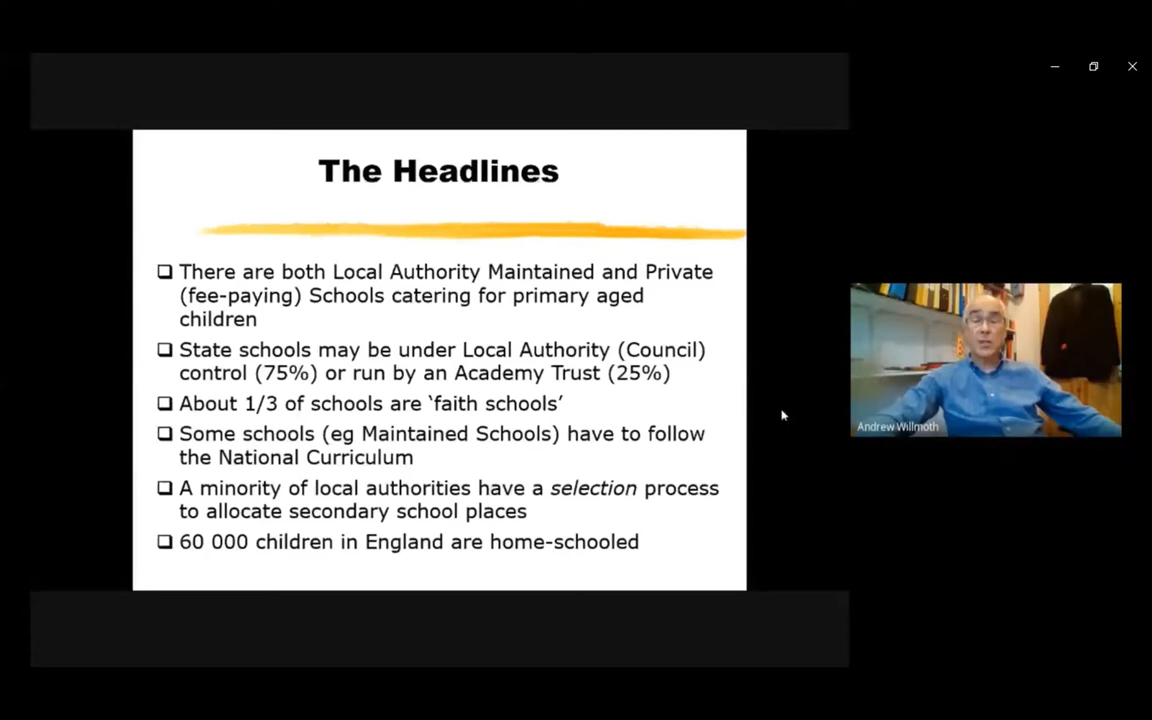 The Headlines
❑ There are both Local Authority Maintained and Private
(fee-paying) Schools catering for primary aged
children
❑ State schools may be under Local Authority (Council)
control (75%) or run by an Academy Trust (25%)
❑ About 1/3 of schools are ‘faith schools’
❑ Some schools (eg Maintained Schools) have to follow
the National Curriculum
❑ A minority of local authorities have a selection process
to allocate secondary school places
❑ 60 000 children in England are home-schooled
Andrew Willmoth